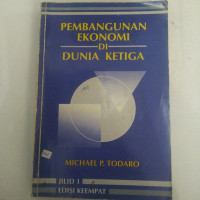 PEMBANGUNAN
EKONOMI
DI
DUNIA KETIGA
MICHAEL P. TODARO
JILID 1
EDISI KEEMPAT